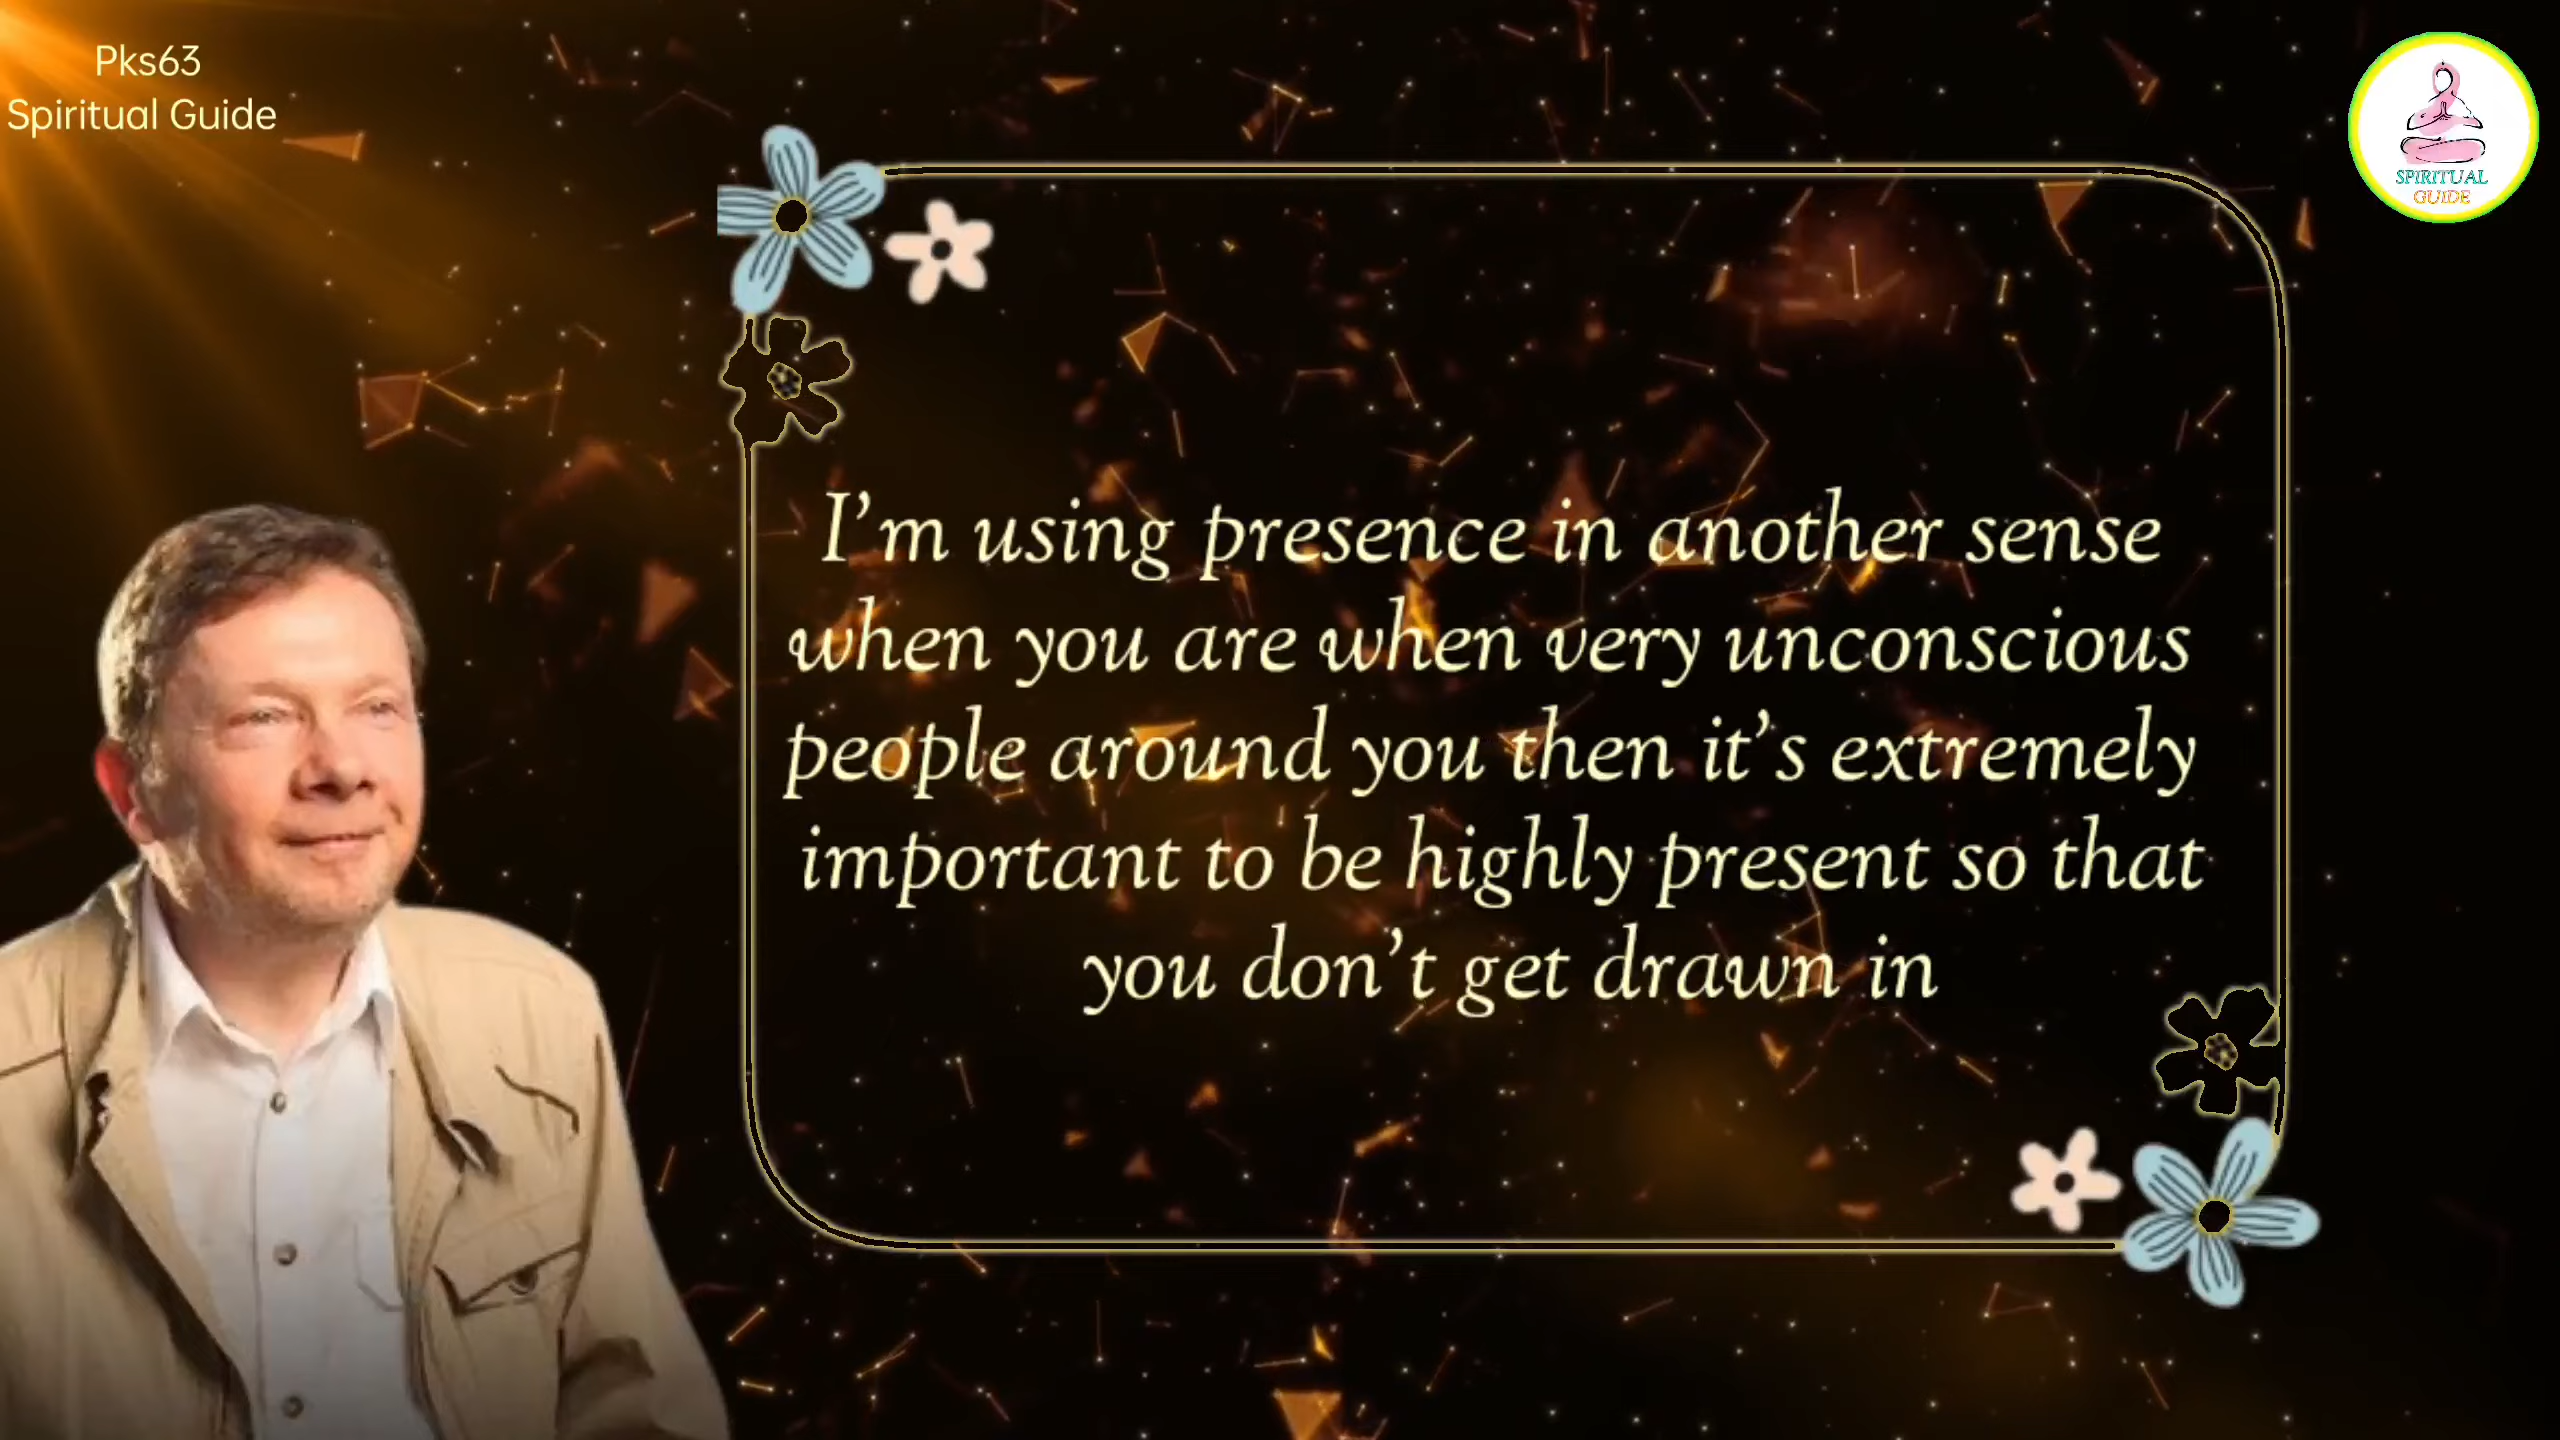 Pks63
Spiritual Guide
SPIRITUAL
GUIDE
I’m using presence in another sense
when you are when very unconscious
people around you then it’s extremely
important to be highly present so that
you don’t get drawn in